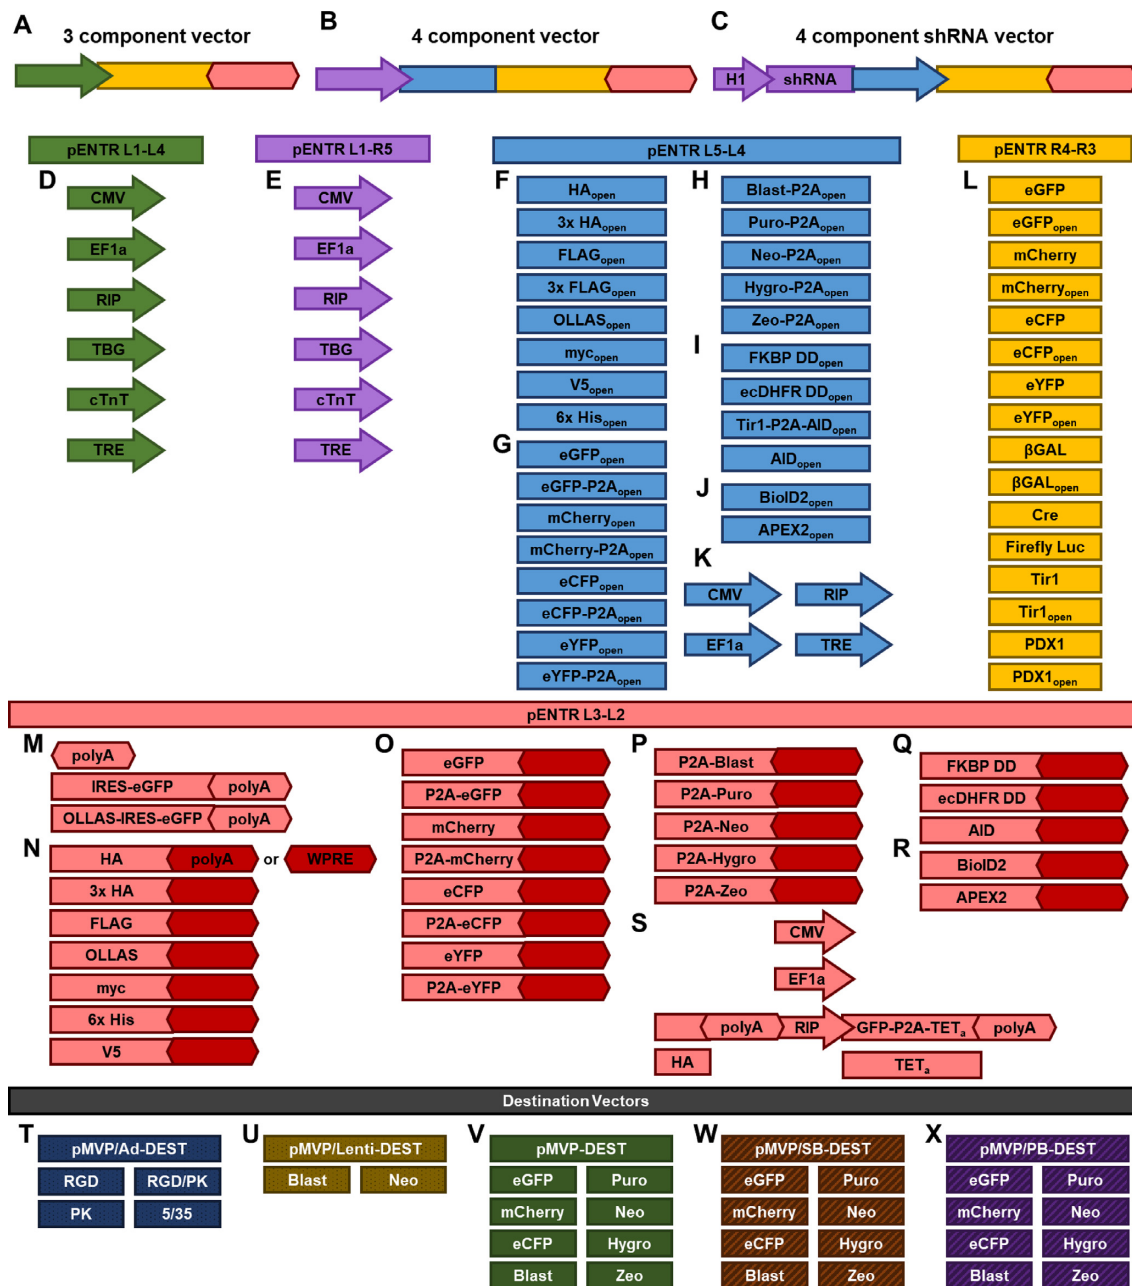 A
3 component vector
B
4 component vector
C
4 component shRNA vector
H1
shRNA
pENTR L1-L4
D
CMV
EF1a
RIP
TBG
cTnT
TRE
pENTR L1-R5
E
CMV
EF1a
RIP
TBG
cTnT
TRE
pENTR L5-L4
F
HAopen
3x HAopen
FLAGopen
3x FLAGopen
OLLASopen
mycopen
V5open
6x Hisopen
G
eGFPopen
eGFP-P2Aopen
mCherryopen
mCherry-P2Aopen
eCFPopen
eCFP-P2Aopen
eYFPopen
eYFP-P2Aopen
H
Blast-P2Aopen
Puro-P2Aopen
Neo-P2Aopen
Hygro-P2Aopen
Zeo-P2Aopen
I
FKBP DDopen
ecDHFR DDopen
Tir1-P2A-AIDopen
AIDopen
J
BioID2open
APEX2open
K
CMV
RIP
EF1a
TRE
pENTR R4-R3
L
eGFP
eGFPopen
mCherry
mCherryopen
eCFP
eCFPopen
eYFP
eYFPopen
βGAL
βGALopen
Cre
Firefly Luc
Tir1
Tir1open
PDX1
PDX1open
pENTR L3-L2
M
polyA
IRES-eGFP polyA
OLLAS-IRES-eGFP polyA
N
HA polyA or WPRE
3x HA
FLAG
OLLAS
myc
6x His
V5
O
eGFP
P2A-eGFP
mCherry
P2A-mCherry
eCFP
P2A-eCFP
eYFP
P2A-eYFP
P
P2A-Blast
P2A-Puro
P2A-Neo
P2A-Hygro
P2A-Zeo
Q
FKBP DD
ecDHFR DD
AID
R
BioID2
APEX2
S
CMV
EF1a
polyA RIP GFP-P2A-TETa polyA
HA TETa
Destination Vectors
T
pMVP/Ad-DEST
RGD RGD/PK
PK 5/35
U
pMVP/Lenti-DEST
Blast Neo
V
pMVP-DEST
eGFP Puro
mCherry Neo
eCFP Hygro
Blast Zeo
W
pMVP/SB-DEST
eGFP Puro
mCherry Neo
eCFP Hygro
Blast Zeo
X
pMVP/PB-DEST
eGFP Puro
mCherry Neo
eCFP Hygro
Blast Zeo